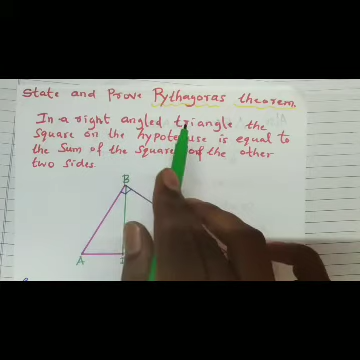 State and Prove Pythagoras theorem.
In a right angled triangle the
square on the hypotenuse is equal to
the sum of the square of the other
two sides.
B
A